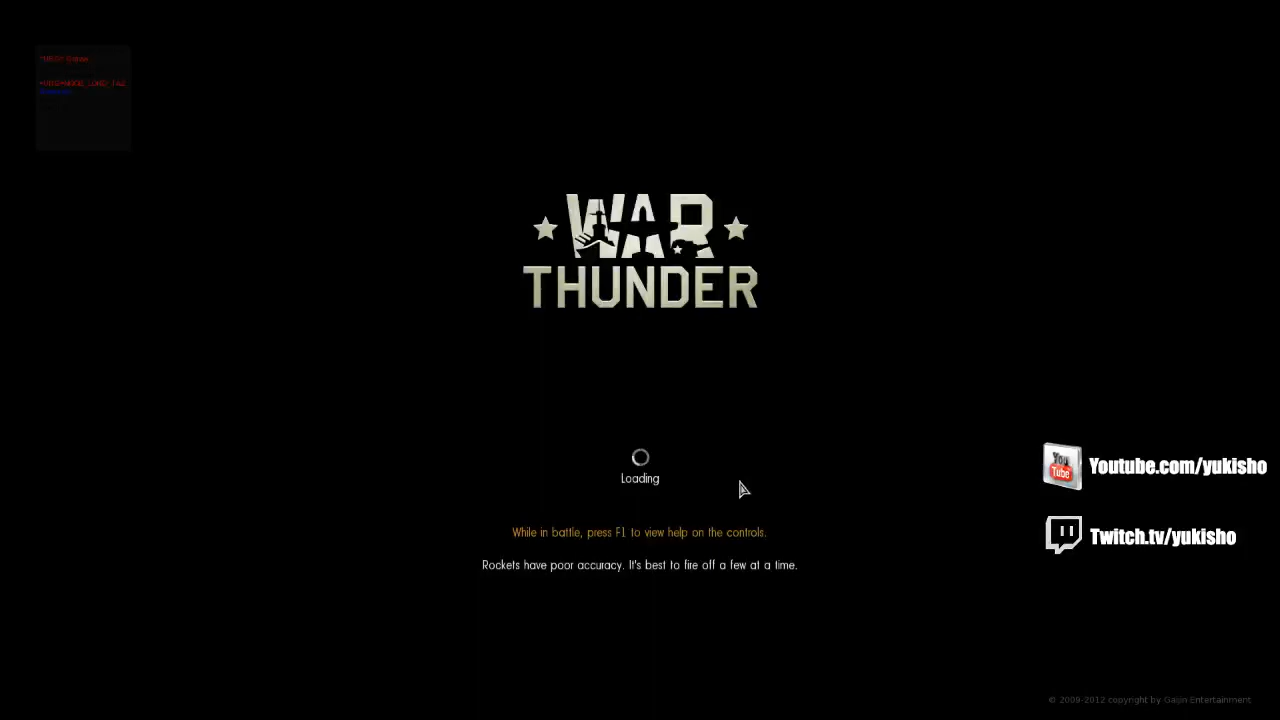 WAR
THUNDER
Loading
While in battle, press F1 to view help on the controls.
Rockets have poor accuracy. It's best to fire off a few at a time.
You
Tube
Youtube.com/yukisho
Twitch.tv/yukisho
© 2009-2012 copyright by Gaijin Entertainment